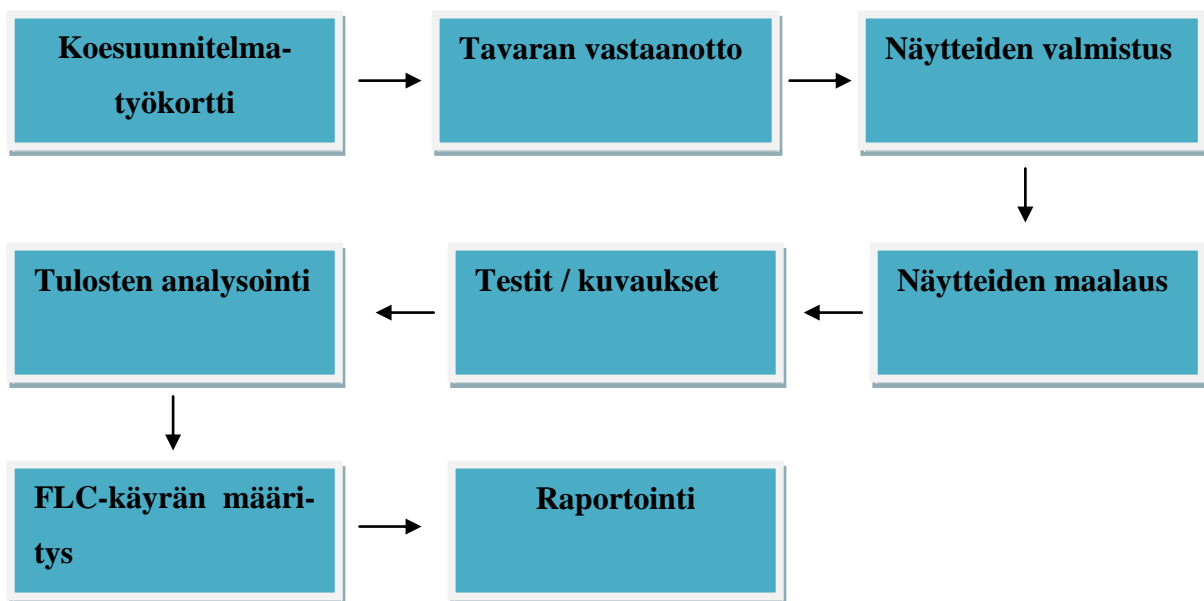 Koesuunnitelma-
työkortti
Tavaran vastaanotto
Näytteiden valmistus
Näytteiden maalaus
Testit / kuvaukset
Tulosten analysointi
FLC-käyrän määri-
tys
Raportointi